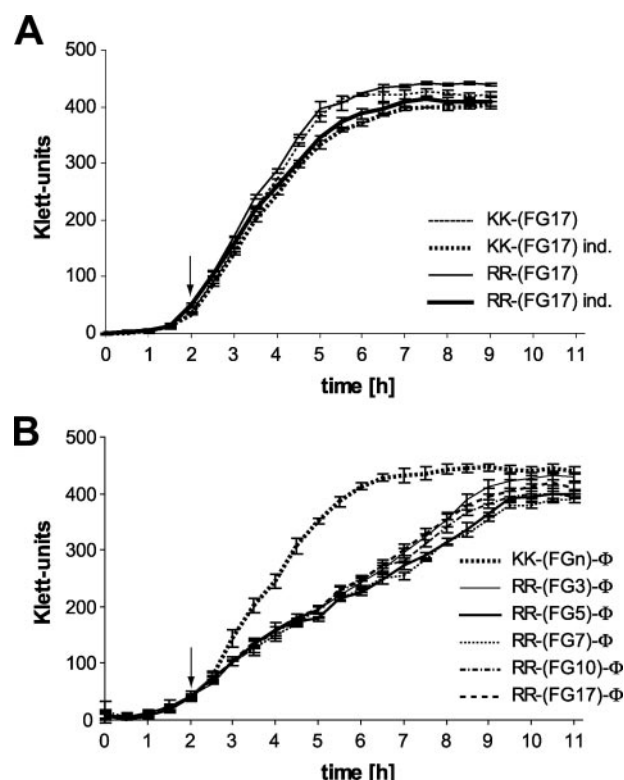 A
Klett-units
500
400
300
200
100
0
KK-(FG17)
KK-(FG17) ind.
RR-(FG17)
RR-(FG17) ind.
0 1 2 3 4 5 6 7 8 9 10 11
time [h]
B
Klett-units
500
400
300
200
100
0
KK-(FGn)-Φ
RR-(FG3)-Φ
RR-(FG5)-Φ
RR-(FG7)-Φ
RR-(FG10)-Φ
RR-(FG17)-Φ
0 1 2 3 4 5 6 7 8 9 10 11
time [h]